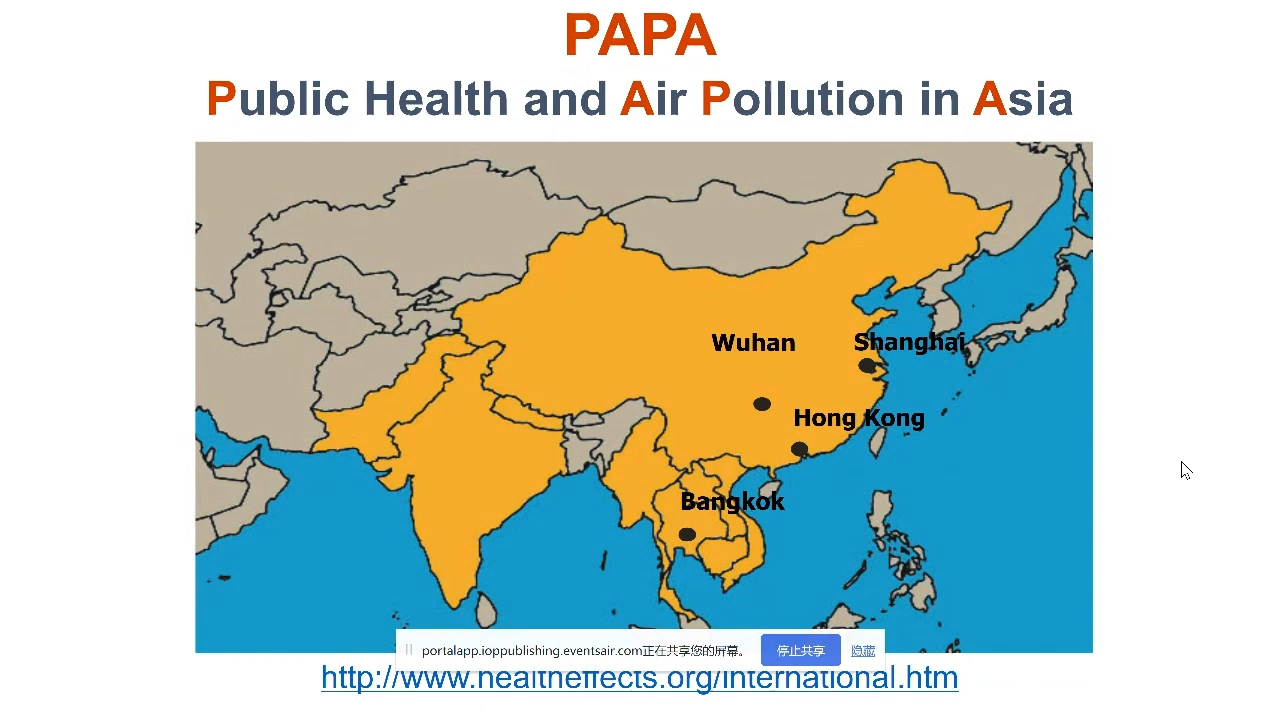 PAPA
Public Health and Air Pollution in Asia
Wuhan
Shanghai
Hong Kong
Bangkok
portalapp.ioppublishing.eventsair.com正在共享您的屏幕。 停止共享 隐藏
http://www.healtheffects.org/international.htm